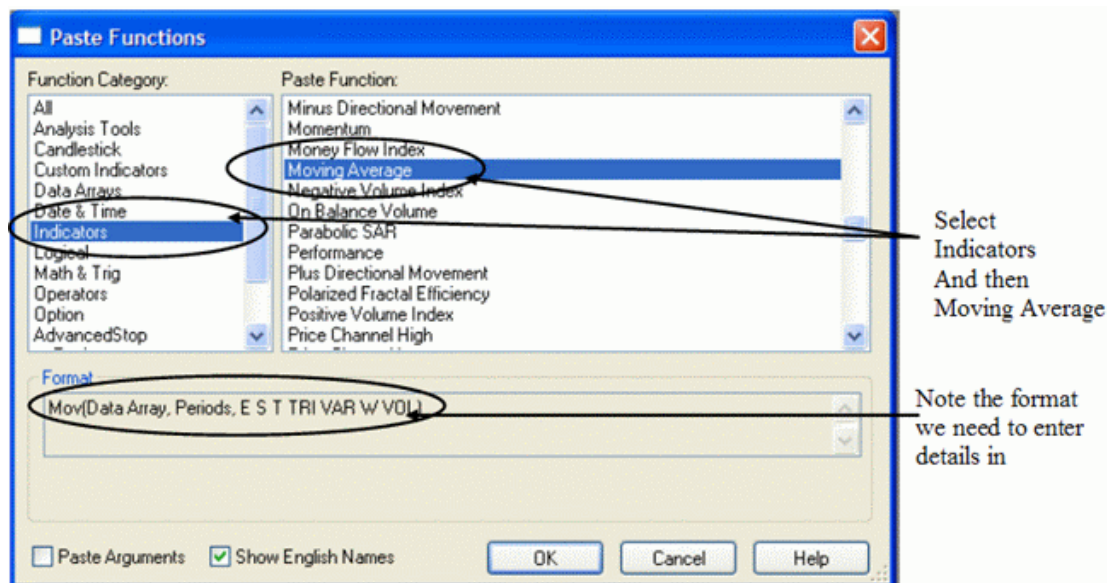 Paste Functions
Function Category:
All
Analysis Tools
Candlestick
Custom Indicators
Data Arrays
Date & Time
Indicators
Logical
Math & Trig
Operators
Option
AdvancedStop
Paste Function:
Minus Directional Movement
Momentum
Money Flow Index
Moving Average
Negative Volume Index
On Balance Volume
Parabolic SAR
Performance
Plus Directional Movement
Polarized Fractal Efficiency
Positive Volume Index
Price Channel High
Select
Indicators
And then
Moving Average
Format
Mov(Data Array, Periods, E S T TRI VAR W VOL)
Note the format
we need to enter
details in
Paste Arguments
Show English Names
OK
Cancel
Help